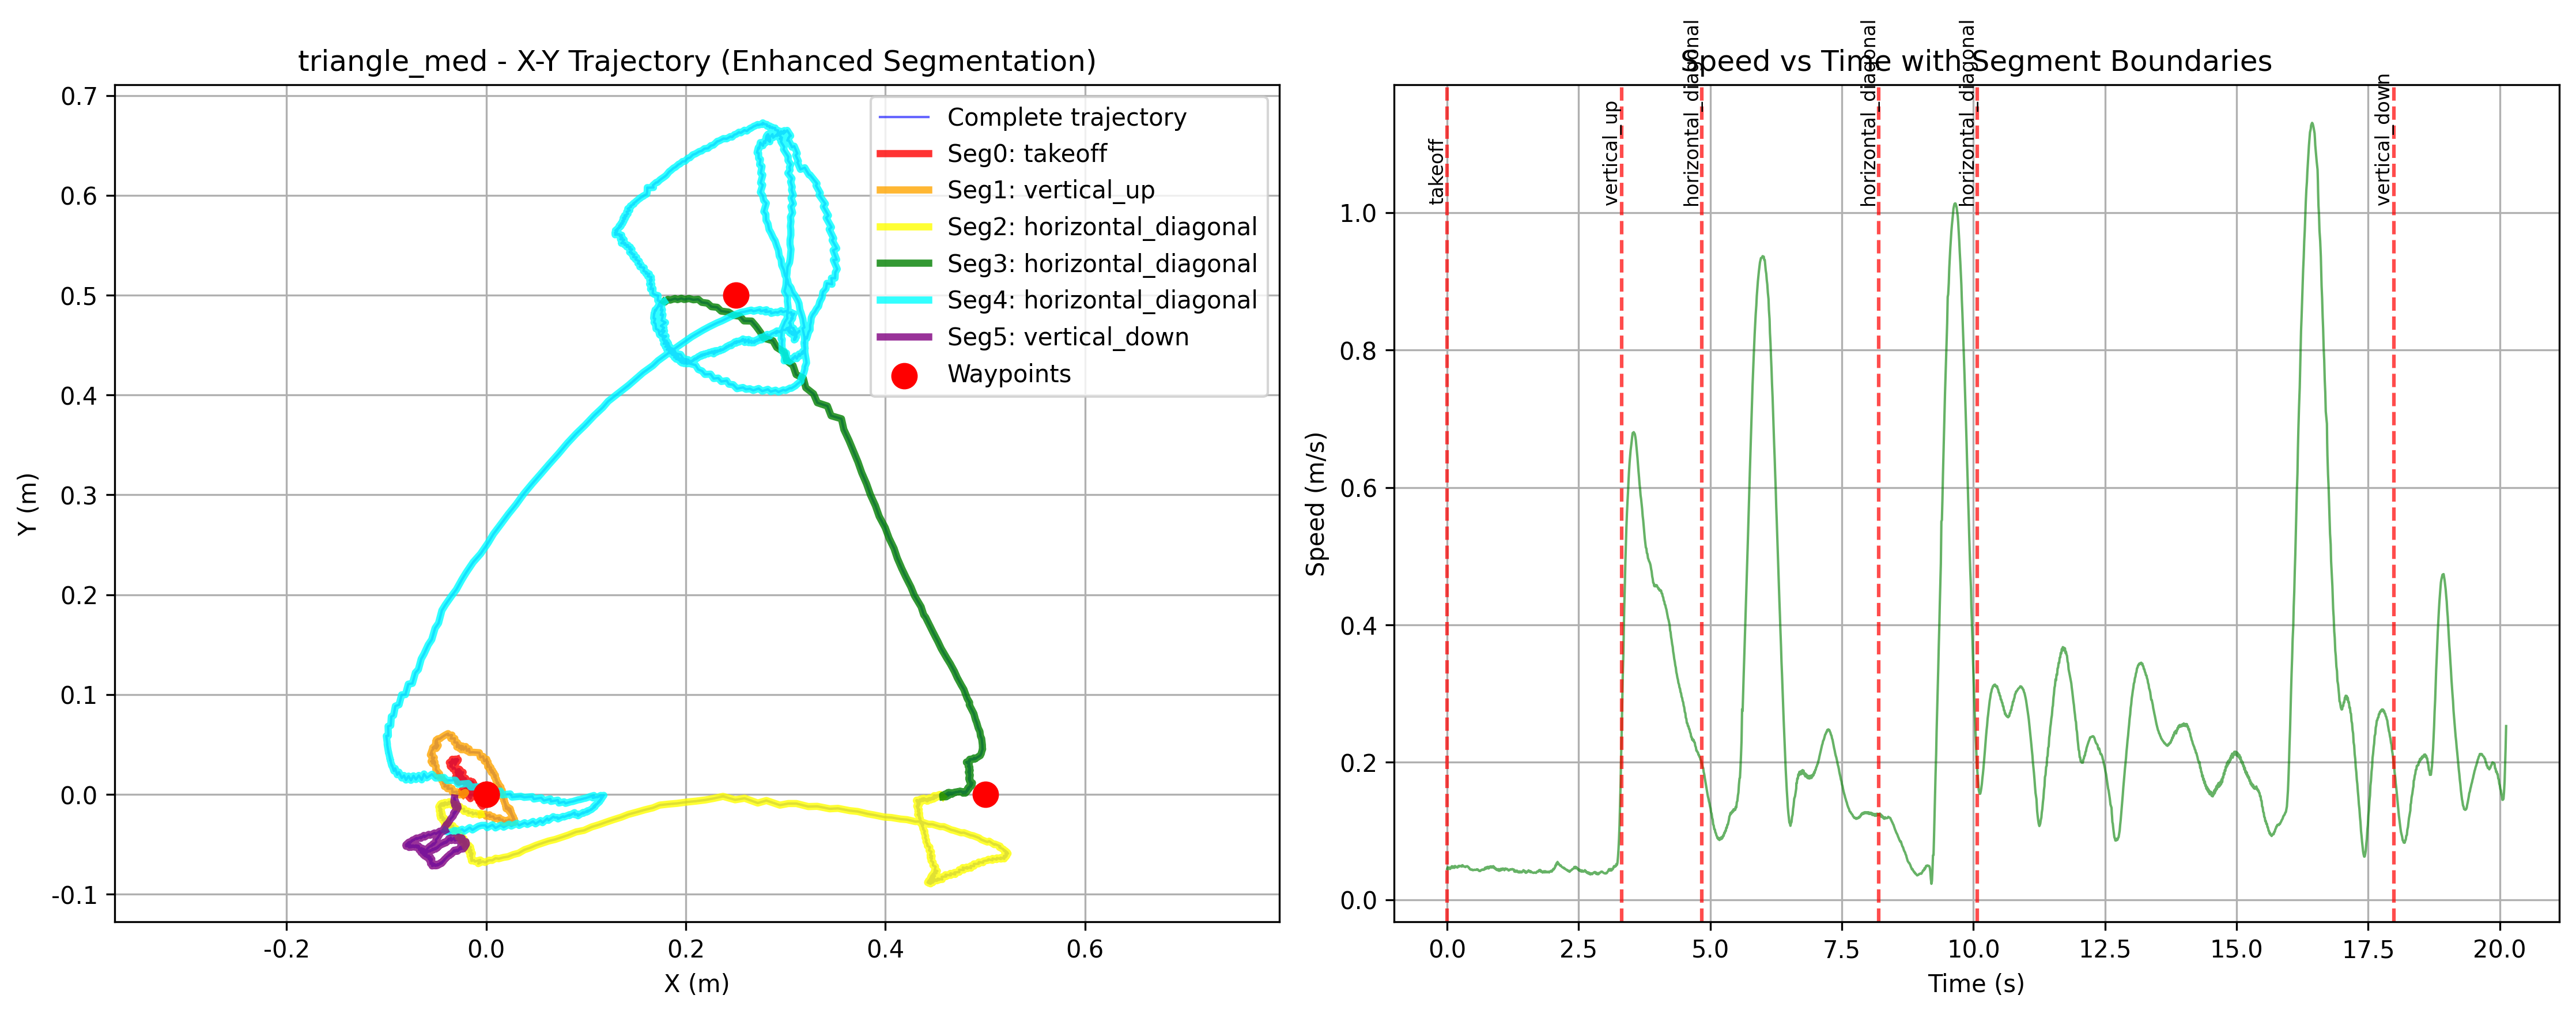 triangle_med - X-Y Trajectory (Enhanced Segmentation)
0.7
0.6
0.5
0.4
0.3
0.2
0.1
0.0
-0.1
Y (m)
-0.2
0.0
0.2
0.4
0.6
X (m)
Complete trajectory
Seg0: takeoff
Seg1: vertical_up
Seg2: horizontal_diagonal
Seg3: horizontal_diagonal
Seg4: horizontal_diagonal
Seg5: vertical_down
Waypoints
Speed vs Time with Segment Boundaries
takeoff
vertical_up
horizontal_diagonal
horizontal_diagonal
horizontal_diagonal
vertical_down
1.0
0.8
0.6
0.4
0.2
0.0
Speed (m/s)
0.0
2.5
5.0
7.5
10.0
12.5
15.0
17.5
20.0
Time (s)